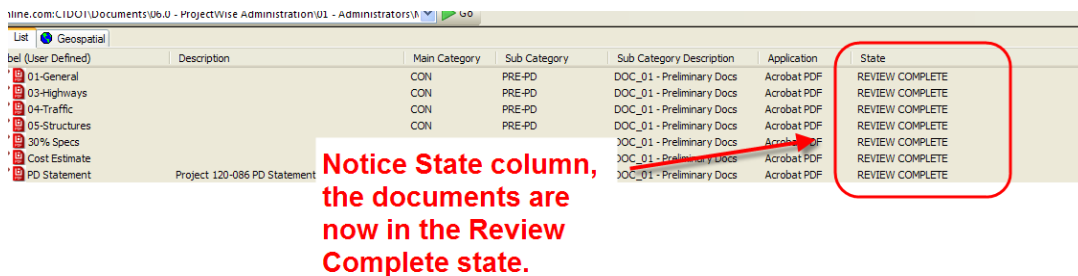 nline.com:CTDOT\Documents\06.0 - ProjectWise Administration\01 - Administrators\ Go
List Geospatial
bel (User Defined) Description Main Category Sub Category Sub Category Description Application State
01-General CON PRE-PD DOC_01 - Preliminary Docs Acrobat PDF REVIEW COMPLETE
03-Highways CON PRE-PD DOC_01 - Preliminary Docs Acrobat PDF REVIEW COMPLETE
04-Traffic CON PRE-PD DOC_01 - Preliminary Docs Acrobat PDF REVIEW COMPLETE
05-Structures CON PRE-PD DOC_01 - Preliminary Docs Acrobat PDF REVIEW COMPLETE
30% Specs DOC_01 - Preliminary Docs Acrobat PDF REVIEW COMPLETE
Cost Estimate DOC_01 - Preliminary Docs Acrobat PDF REVIEW COMPLETE
PD Statement Project 120-086 PD Statement DOC_01 - Preliminary Docs Acrobat PDF REVIEW COMPLETE
Notice State column,
the documents are
now in the Review
Complete state.